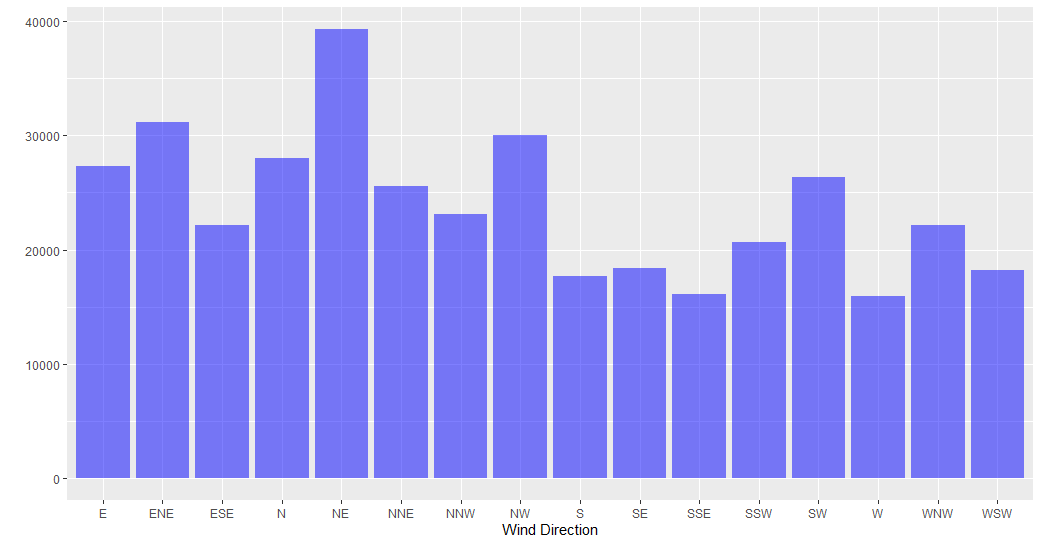 40000
30000
20000
10000
0
E ENE ESE N NE NNE NNW NW S SE SSE SSW SW W WNW WSW
Wind Direction